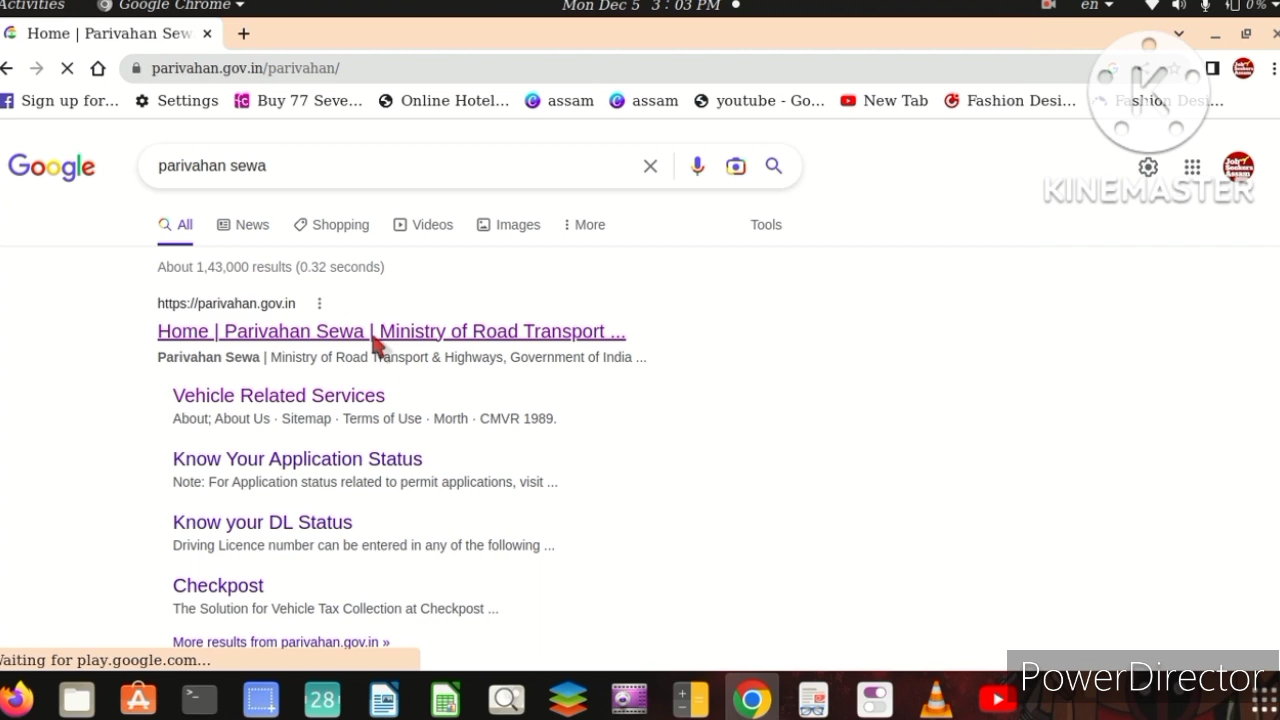 Activities Google Chrome Mon Dec 5 3:03 PM en 0%
Home | Parivahan Sew
parivahan.gov.in/parivahan/
Sign up for... Settings Buy 77 Seve... Online Hotel... assam assam youtube - Go... New Tab Fashion Desi... Fashion Desi...
Google parivahan sewa
KINEMASTER
All News Shopping Videos Images More Tools
About 1,43,000 results (0.32 seconds)
https://parivahan.gov.in
Home | Parivahan Sewa | Ministry of Road Transport ...
Parivahan Sewa | Ministry of Road Transport & Highways, Government of India ...
Vehicle Related Services
About; About Us · Sitemap · Terms of Use · Morth · CMVR 1989.
Know Your Application Status
Note: For Application status related to permit applications, visit ...
Know your DL Status
Driving Licence number can be entered in any of the following ...
Checkpost
The Solution for Vehicle Tax Collection at Checkpost ...
More results from parivahan.gov.in »
Waiting for play.google.com...
28
PowerDirector